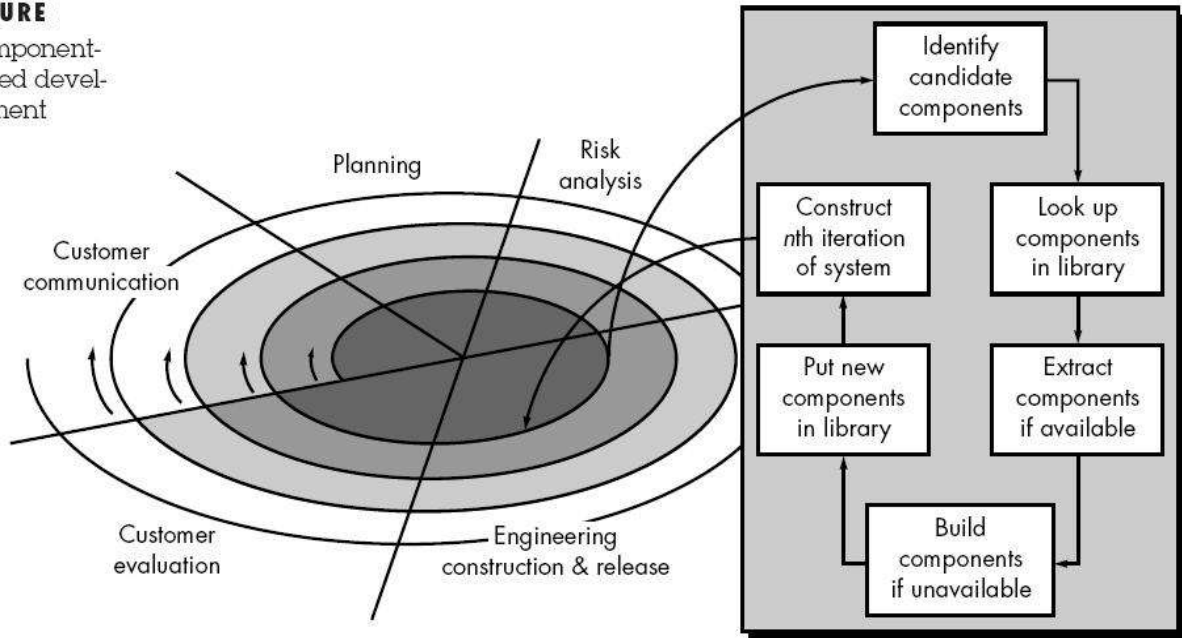 URE
mponent-
ed devel-
ment
Planning
Risk
analysis
Customer
communication
Customer
evaluation
Engineering
construction & release
Identify
candidate
components
Look up
components
in library
Extract
components
if available
Build
components
if unavailable
Put new
components
in library
Construct
nth iteration
of system